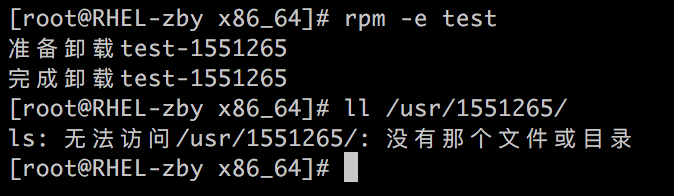 [root@RHEL-zby x86_64]# rpm -e test
准备卸载test-1551265
完成卸载test-1551265
[root@RHEL-zby x86_64]# ll /usr/1551265/
ls: 无法访问/usr/1551265/: 没有那个文件或目录
[root@RHEL-zby x86_64]#